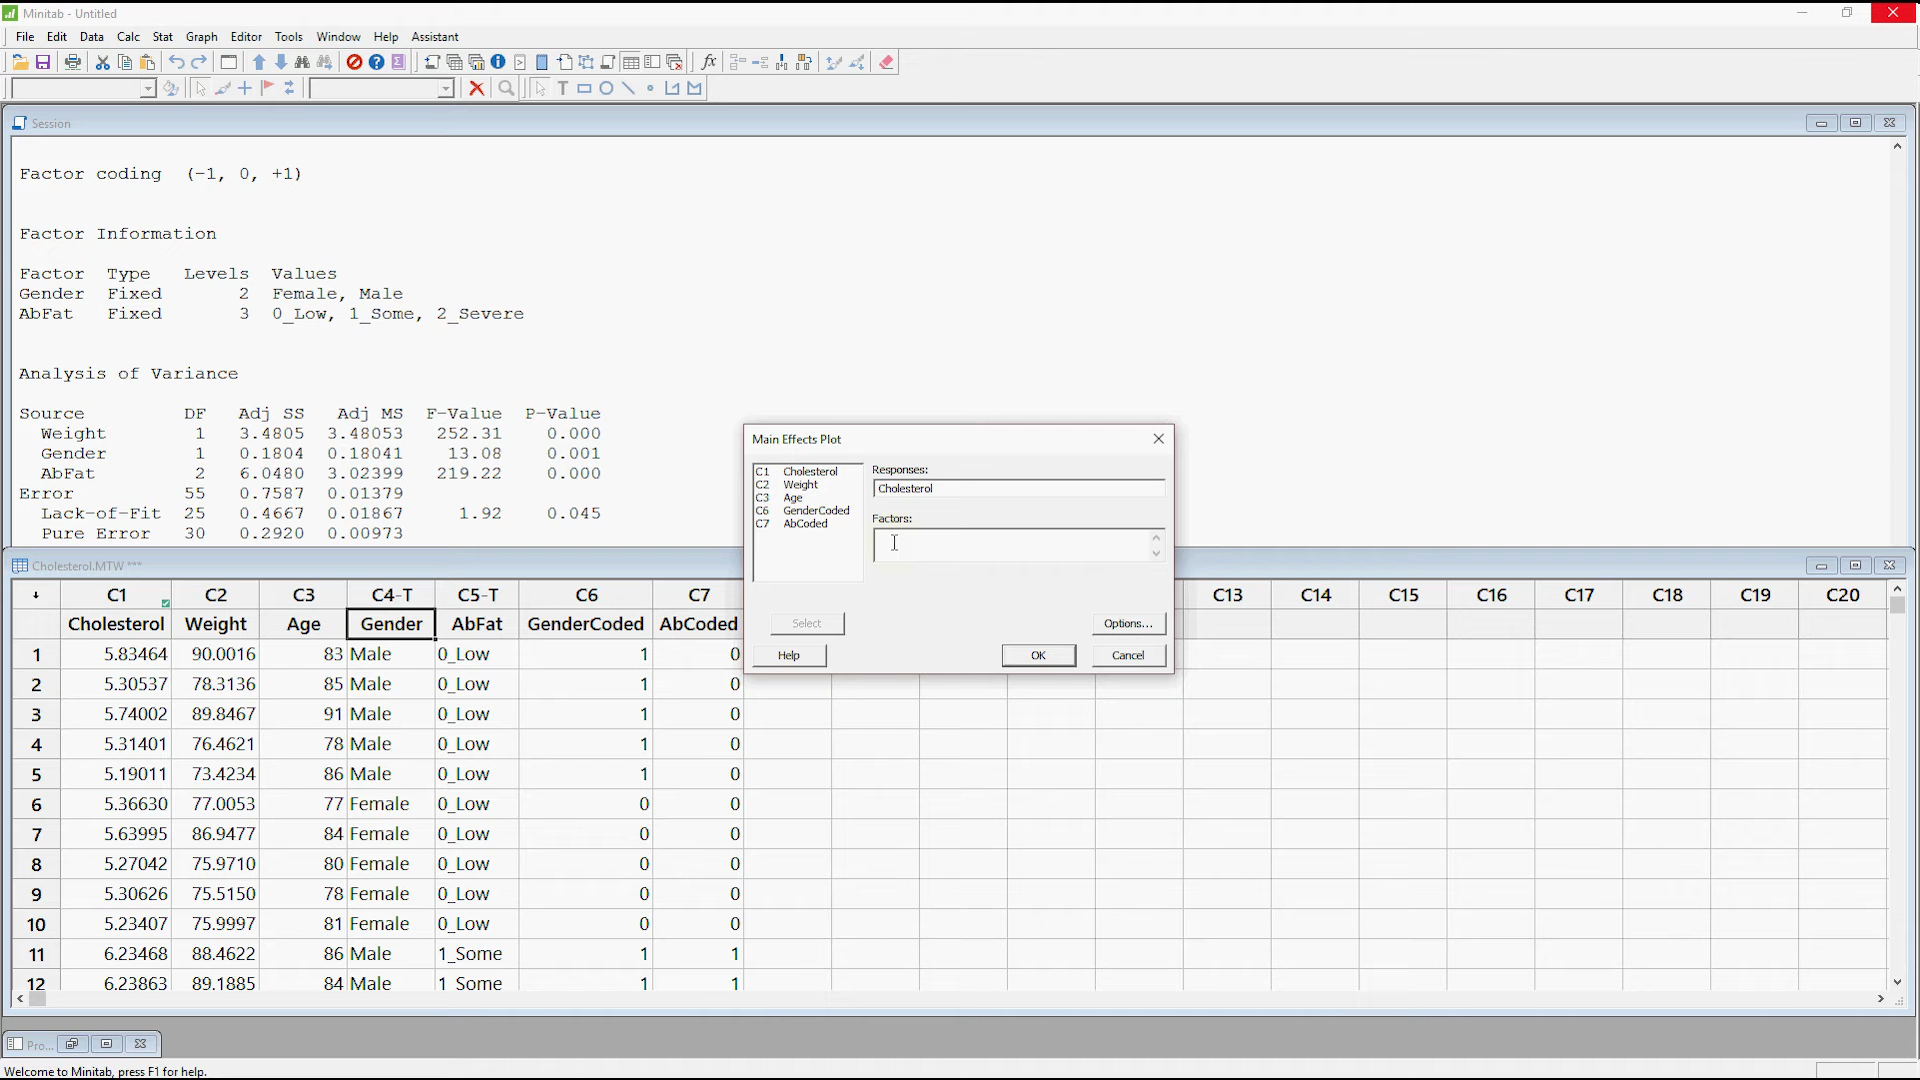 Minitab - Untitled
File Edit Data Calc Stat Graph Editor Tools Window Help Assistant
Session
Factor coding (-1, 0, +1)
Factor Information
Factor Type Levels Values
Gender Fixed 2 Female, Male
AbFat Fixed 3 0_Low, 1_Some, 2_Severe
Analysis of Variance
Source DF Adj SS Adj MS F-Value P-Value
Weight 1 3.4805 3.48053 252.31 0.000
Gender 1 0.1804 0.18041 13.08 0.001
AbFat 2 6.0480 3.02399 219.22 0.000
Error 55 0.7587 0.01379
Lack-of-Fit 25 0.4667 0.01867 1.92 0.045
Pure Error 30 0.2920 0.00973
Main Effects Plot
C1 Cholesterol
C2 Weight
C3 Age
C6 GenderCoded
C7 AbCoded
Responses:
Cholesterol
Factors:
Select
Options...
Help
OK
Cancel
Cholesterol.MTW ***
C1 C2 C3 C4-T C5-T C6 C7 C13 C14 C15 C16 C17 C18 C19 C20
Cholesterol Weight Age Gender AbFat GenderCoded AbCoded
1 5.83464 90.0016 83 Male 0_Low 1 0
2 5.30537 78.3136 85 Male 0_Low 1 0
3 5.74002 89.8467 91 Male 0_Low 1 0
4 5.31401 76.4621 78 Male 0_Low 1 0
5 5.19011 73.4234 86 Male 0_Low 1 0
6 5.36630 77.0053 77 Female 0_Low 0 0
7 5.63995 86.9477 84 Female 0_Low 0 0
8 5.27042 75.9710 80 Female 0_Low 0 0
9 5.30626 75.5150 78 Female 0_Low 0 0
10 5.23407 75.9997 81 Female 0_Low 0 0
11 6.23468 88.4622 86 Male 1_Some 1 1
12 6.23863 89.1885 84 Male 1_Some 1 1
Pro...
Welcome to Minitab, press F1 for help.